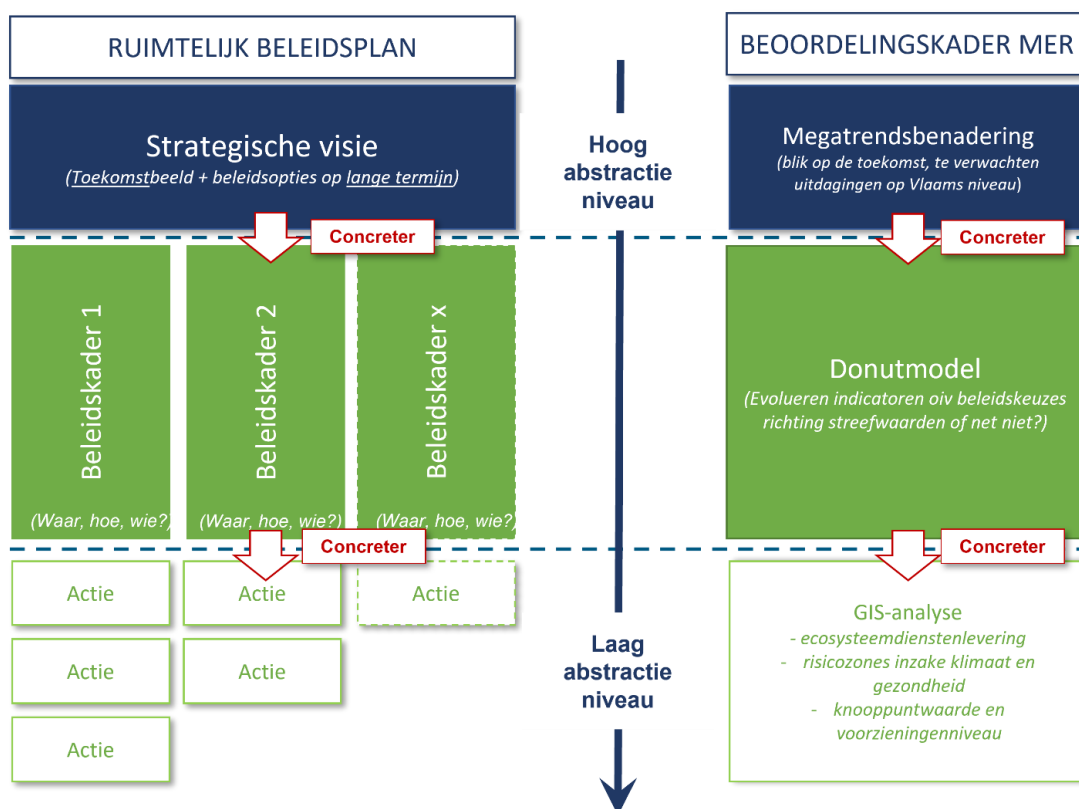 RUIMTELIJK BELEIDSPLAN
Strategische visie
(Toekomstbeeld + beleidsopties op lange termijn)
Concreter
Beleidskader 1
(Waar, hoe, wie?)
Beleidskader 2
(Waar, hoe, wie?)
Beleidskader x
(Waar, hoe, wie?)
Concreter
Actie
Actie
Actie
Actie
Actie
Actie
Hoog
abstractie
niveau
Laag
abstractie
niveau
BEOORDELINGSKADER MER
Megatrendsbenadering
(blik op de toekomst, te verwachten
uitdagingen op Vlaams niveau)
Concreter
Donutmodel
(Evolueren indicatoren oiv beleidskeuzes
richting streefwaarden of net niet?)
Concreter
GIS-analyse
- ecosysteemdienstenlevering
- risicozones inzake klimaat en
gezondheid
- knooppuntwaarde en
voorzieningenniveau